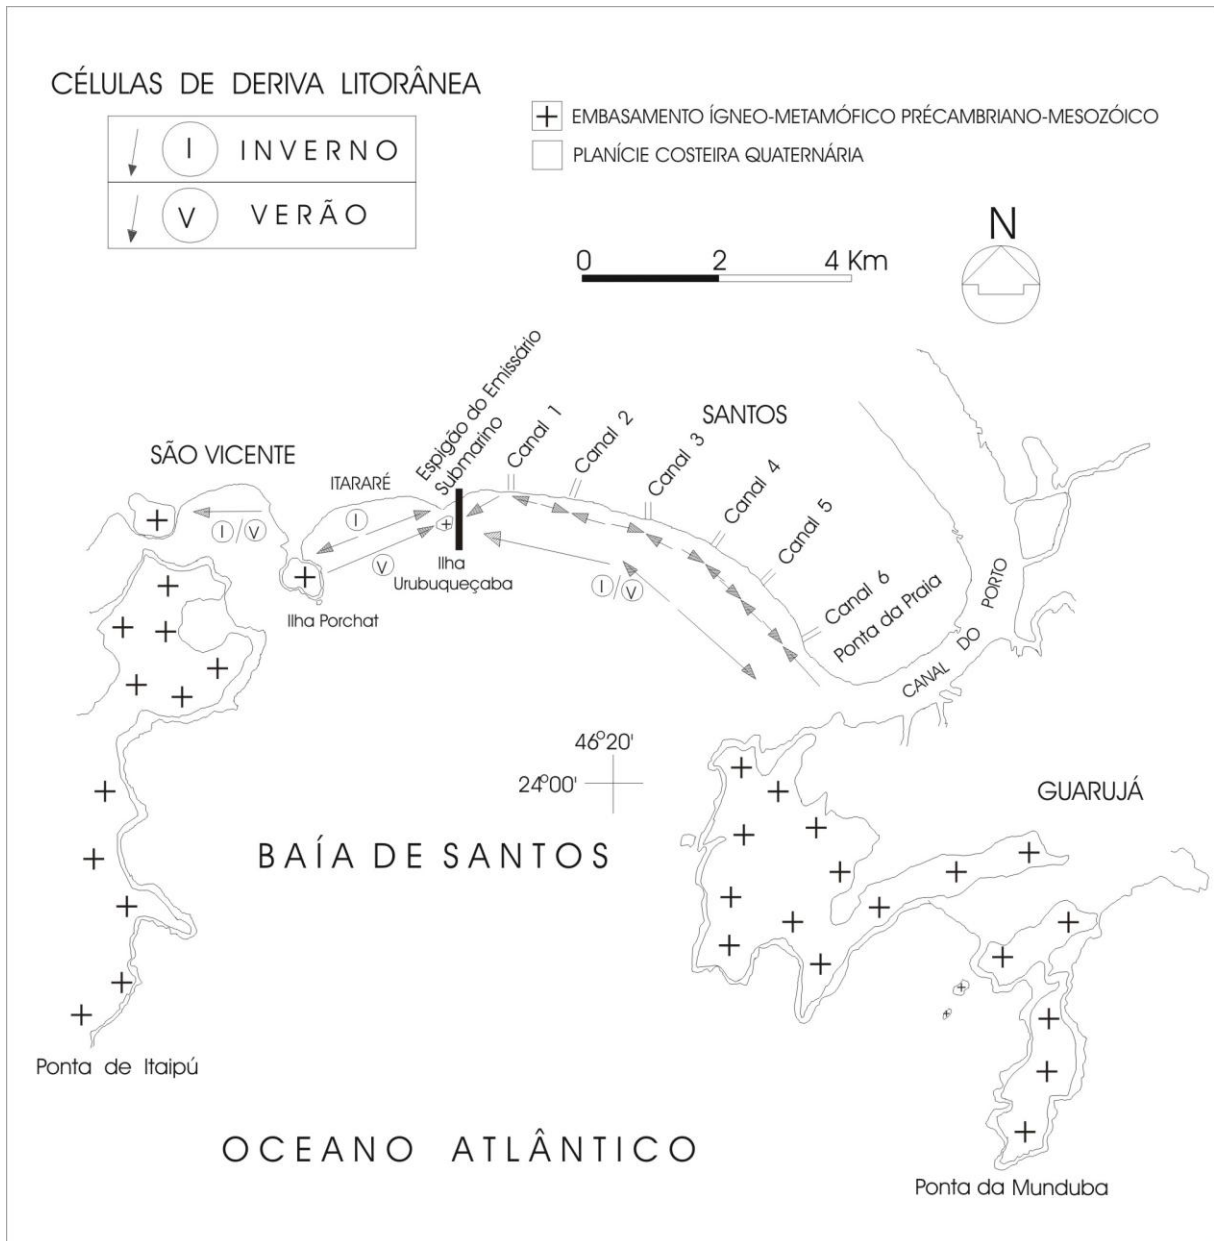 CÉLULAS DE DERIVA LITORÂNEA
I INVERNO
V VERÃO
+ EMBASAMENTO ÍGNEO-METAMÓFICO PRÉCAMBRIANO-MESOZÓICO
PLANÍCIE COSTEIRA QUATERNÁRIA
N
0 2 4 Km
SÃO VICENTE
ITARARÉ
Espigão do Emissário
Submarino
Canal 1
Canal 2
SANTOS
Canal 3
Canal 4
Canal 5
Canal 6
Ponta da Praia
CANAL DO PORTO
I/V
I
V
I/V
Ilha
Urubuqueçaba
Ilha Porchat
46°20'
24°00'
GUARUJÁ
BAÍA DE SANTOS
Ponta de Itaipú
OCEANO ATLÂNTICO
Ponta da Munduba